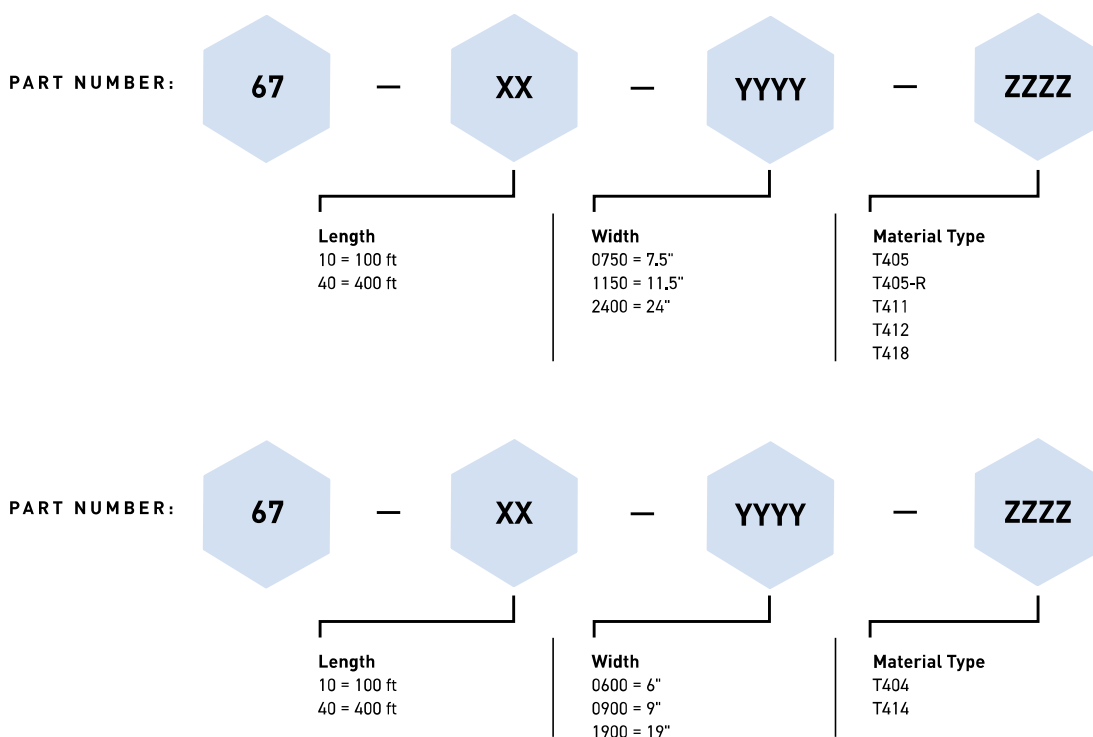 PART NUMBER: 67 – XX – YYYY – ZZZZ
Length
10 = 100 ft
40 = 400 ft
Width
0750 = 7.5"
1150 = 11.5"
2400 = 24"
Material Type
T405
T405-R
T411
T412
T418
PART NUMBER: 67 – XX – YYYY – ZZZZ
Length
10 = 100 ft
40 = 400 ft
Width
0600 = 6"
0900 = 9"
1900 = 19"
Material Type
T404
T414